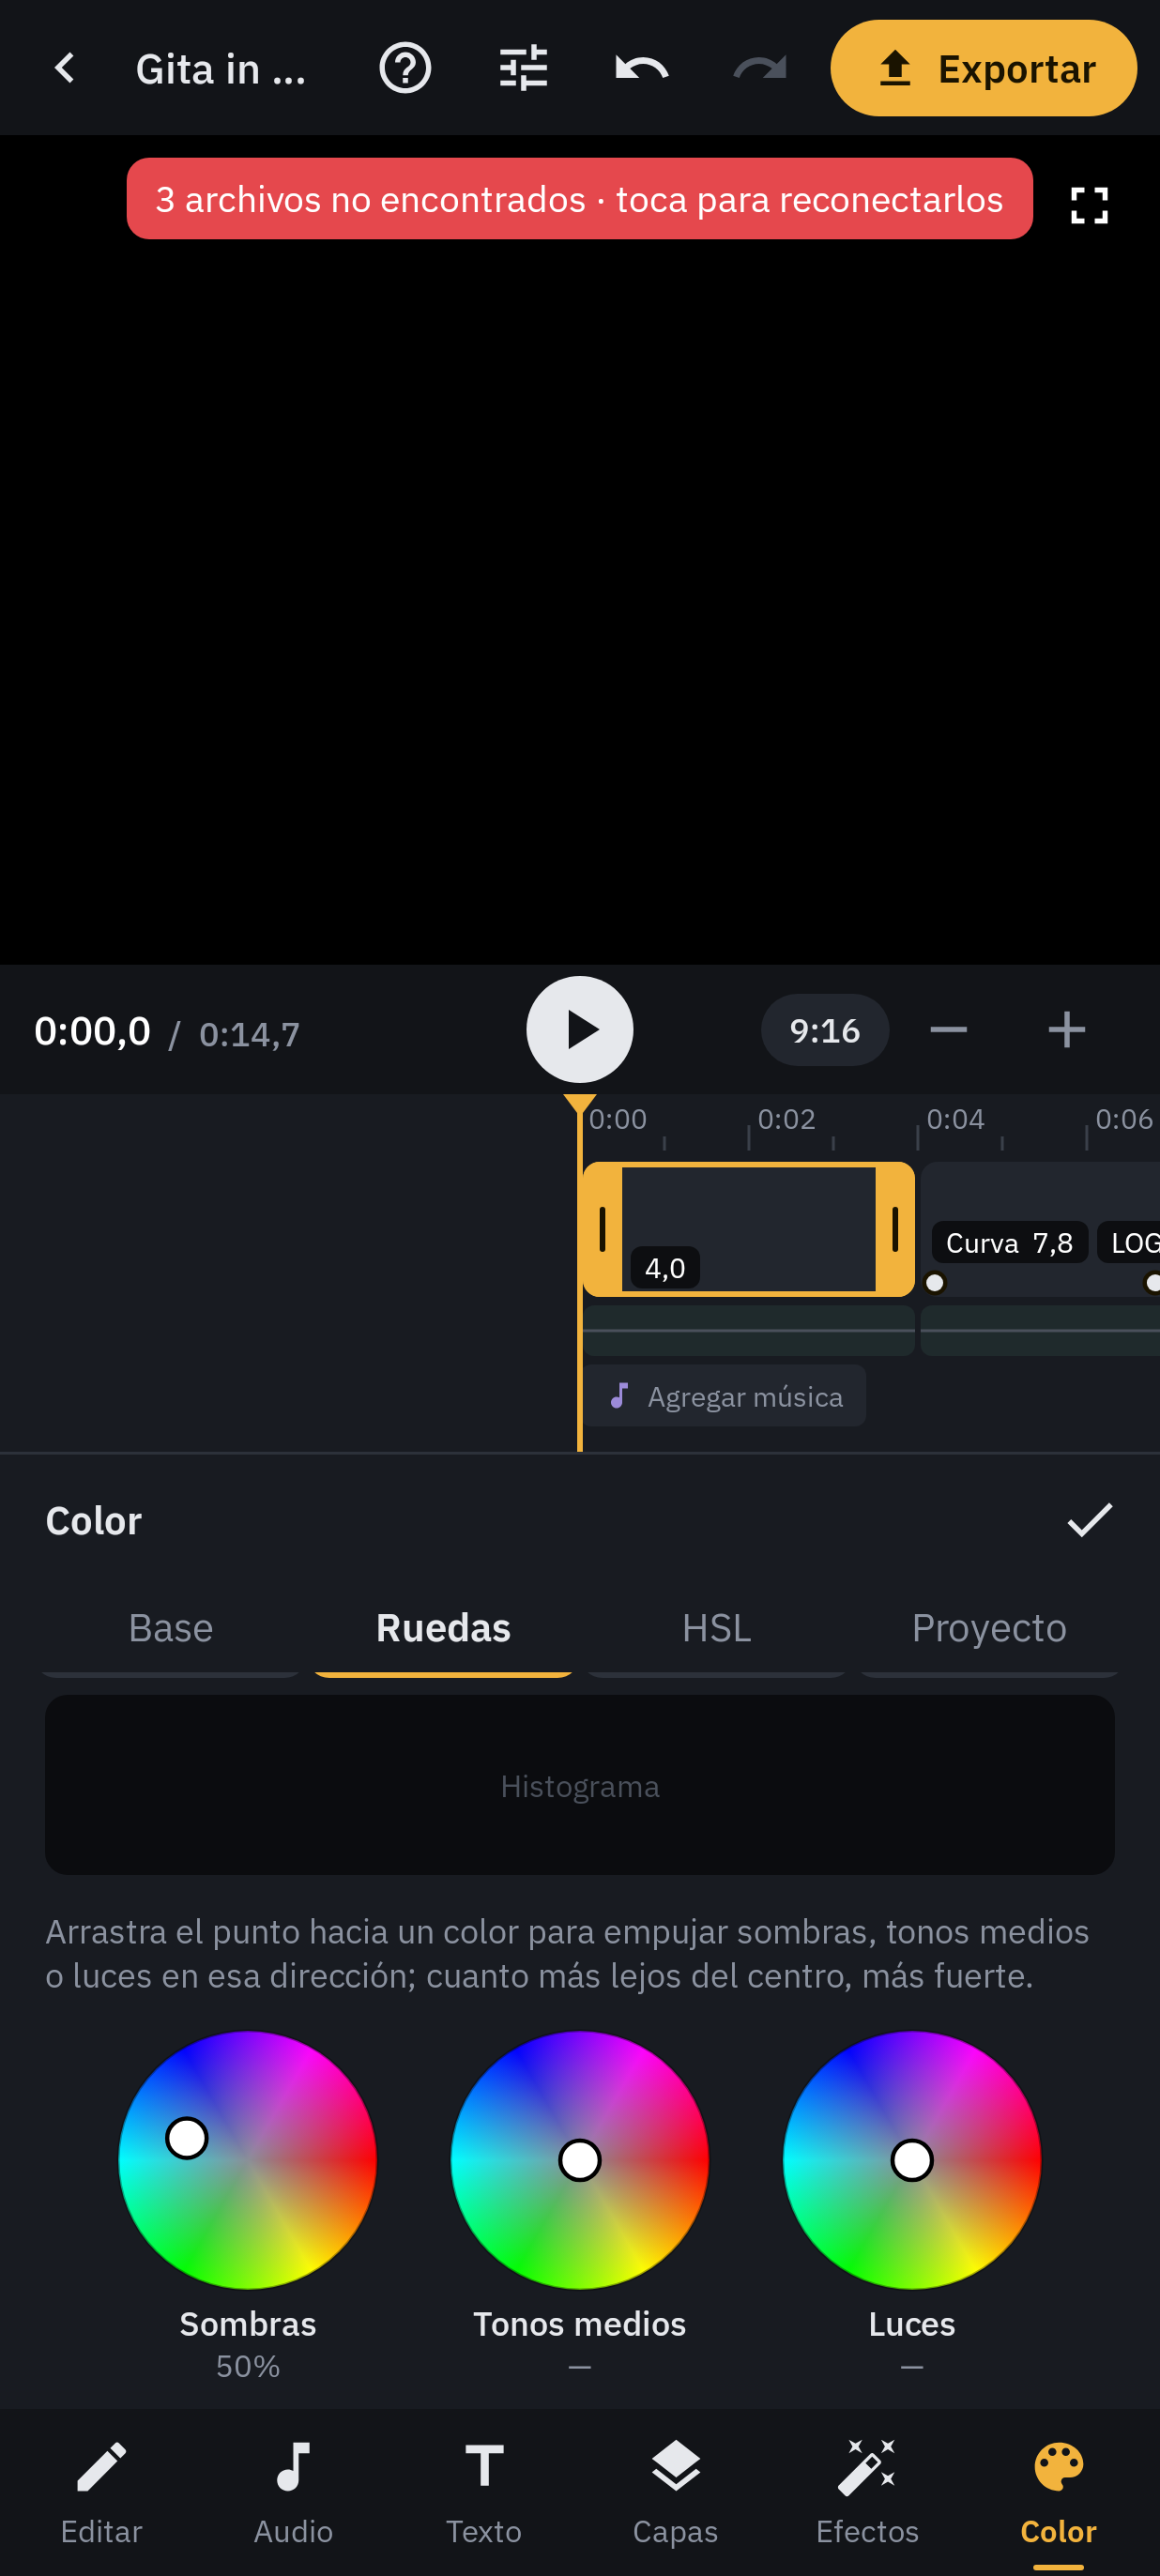 Gita in ...
Exportar
3 archivos no encontrados · toca para reconectarlos
0:00,0 / 0:14,7
9:16
0:00 0:02 0:04 0:06
4,0
Curva 7,8
LOG
Agregar música
Color
Base Ruedas HSL Proyecto
Histograma
Arrastra el punto hacia un color para empujar sombras, tonos medios
o luces en esa dirección; cuanto más lejos del centro, más fuerte.
Sombras Tonos medios Luces
50% — —
Editar Audio Texto Capas Efectos Color